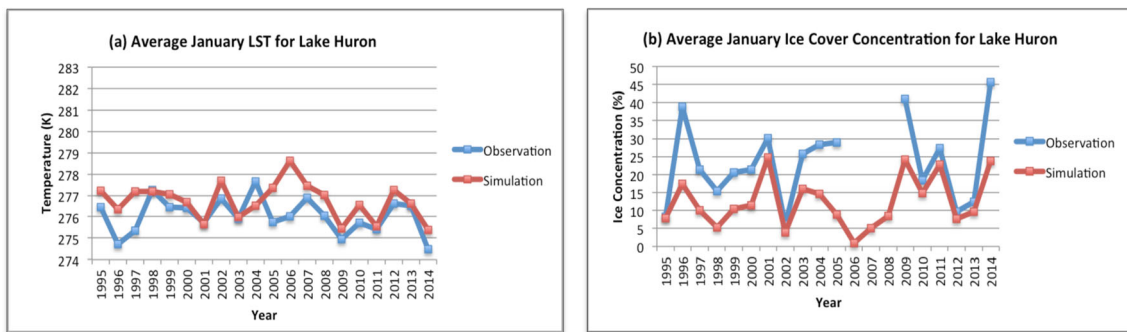 (a) Average January LST for Lake Huron
Temperature (K)
283
282
281
280
279
278
277
276
275
274
1995 1996 1997 1998 1999 2000 2001 2002 2003 2004 2005 2006 2007 2008 2009 2010 2011 2012 2013 2014
Year
Observation
Simulation
(b) Average January Ice Cover Concentration for Lake Huron
Ice Concentration (%)
50
45
40
35
30
25
20
15
10
5
0
1995 1996 1997 1998 1999 2000 2001 2002 2003 2004 2005 2006 2007 2008 2009 2010 2011 2012 2013 2014
Year
Observation
Simulation